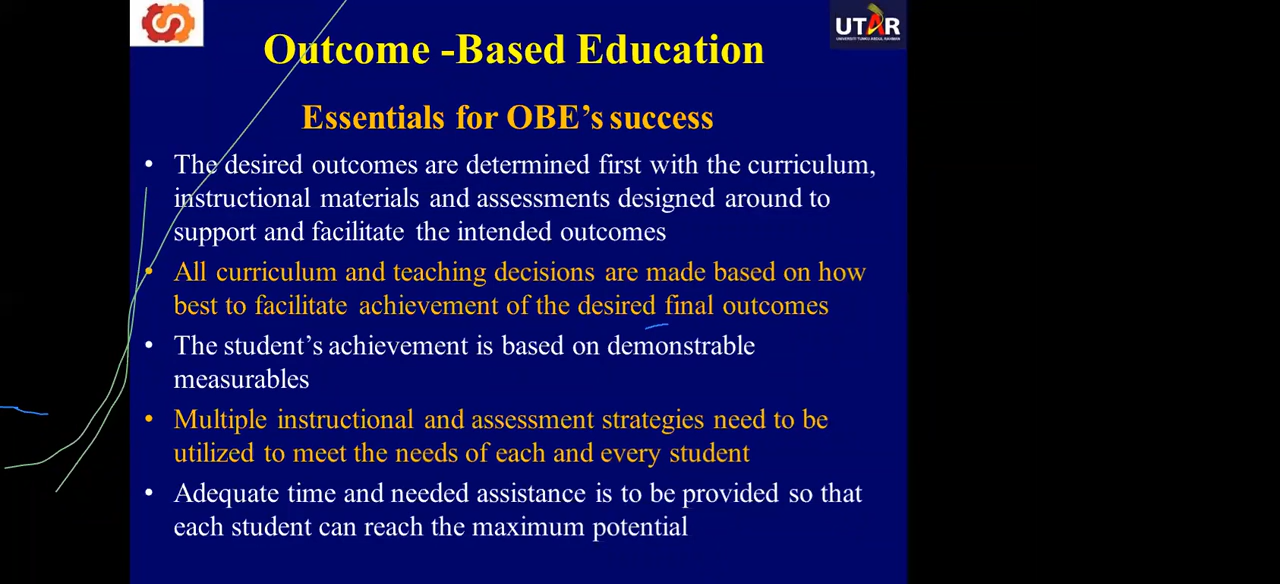 UTAR
UNIVERSITI TUNKU ABDUL RAHMAN
Outcome -Based Education
Essentials for OBE's success
• The desired outcomes are determined first with the curriculum,
instructional materials and assessments designed around to
support and facilitate the intended outcomes
• All curriculum and teaching decisions are made based on how
best to facilitate achievement of the desired final outcomes
• The student's achievement is based on demonstrable
measurables
• Multiple instructional and assessment strategies need to be
utilized to meet the needs of each and every student
• Adequate time and needed assistance is to be provided so that
each student can reach the maximum potential